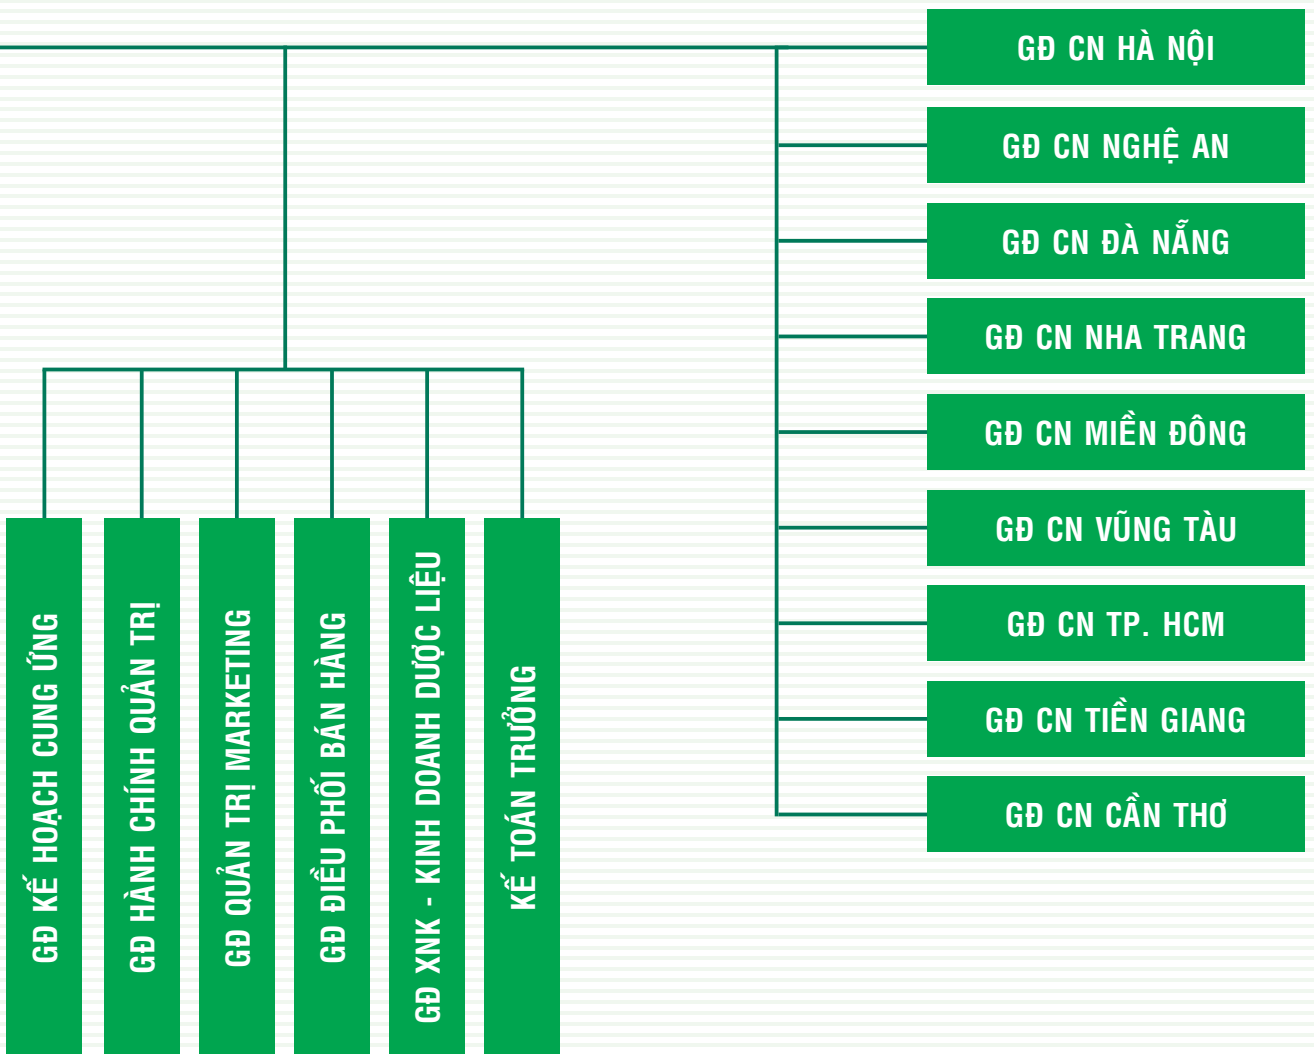 GĐ CN HÀ NỘI
GĐ CN NGHỆ AN
GĐ CN ĐÀ NẴNG
GĐ CN NHA TRANG
GĐ CN MIỀN ĐÔNG
GĐ CN VŨNG TÀU
GĐ CN TP. HCM
GĐ CN TIỀN GIANG
GĐ CN CẦN THƠ
GĐ KẾ HOẠCH CUNG ỨNG
GĐ HÀNH CHÍNH QUẢN TRỊ
GĐ QUẢN TRỊ MARKETING
GĐ ĐIỀU PHỐI BÁN HÀNG
GĐ XNK - KINH DOANH DƯỢC LIỆU
KẾ TOÁN TRƯỞNG